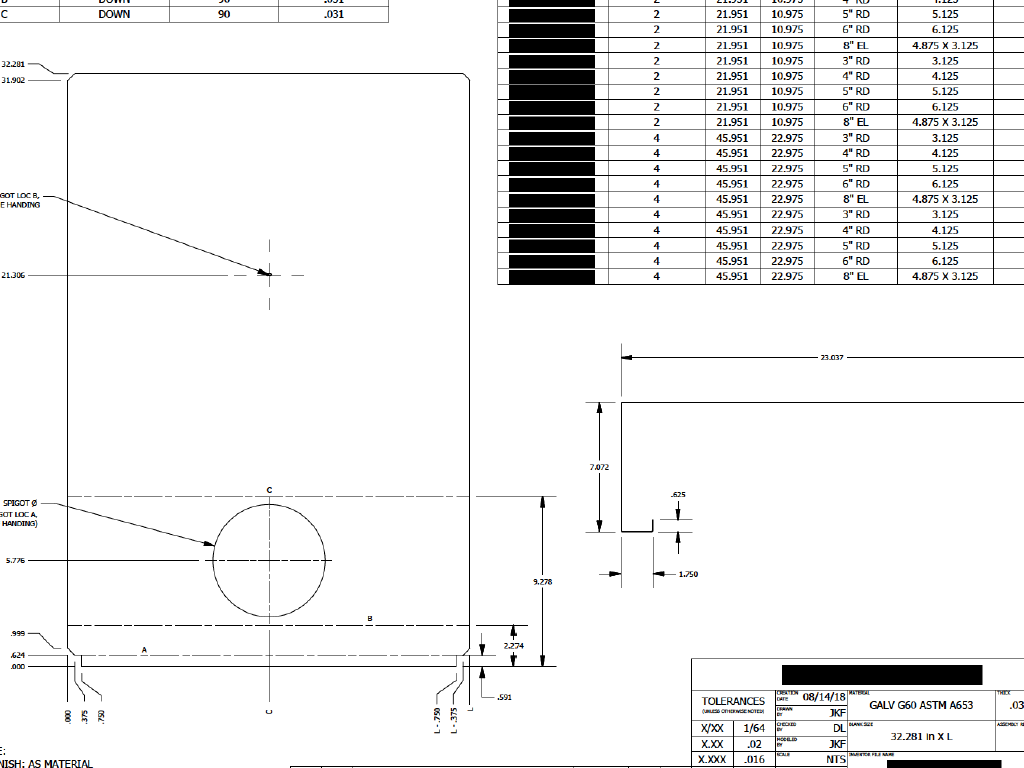 B DOWN 90 .031
C DOWN 90 .031
2 21.951 10.975 4" RD 4.125
2 21.951 10.975 5" RD 5.125
2 21.951 10.975 6" RD 6.125
2 21.951 10.975 8" EL 4.875 X 3.125
2 21.951 10.975 3" RD 3.125
2 21.951 10.975 4" RD 4.125
2 21.951 10.975 5" RD 5.125
2 21.951 10.975 6" RD 6.125
2 21.951 10.975 8" EL 4.875 X 3.125
4 45.951 22.975 3" RD 3.125
4 45.951 22.975 4" RD 4.125
4 45.951 22.975 5" RD 5.125
4 45.951 22.975 6" RD 6.125
4 45.951 22.975 8" EL 4.875 X 3.125
4 45.951 22.975 3" RD 3.125
4 45.951 22.975 4" RD 4.125
4 45.951 22.975 5" RD 5.125
4 45.951 22.975 6" RD 6.125
4 45.951 22.975 8" EL 4.875 X 3.125
32.281
31.902
GOT LOC B,
E HANDING
21.306
C
SPIGOT Ø
GOT LOC A,
HANDING)
5.776
B
A
.999
.624
.000
9.278
2.274
.591
.000
.375
.750
C
L -.750
L -.375
L
23.037
7.072
.625
1.750
E:
NISH: AS MATERIAL
TOLERANCES
(UNLESS OTHERWISE NOTED)
X/XX 1/64
X.XX .02
X.XXX .016
CREATION DATE 08/14/18
DRAWN BY JKF
CHECKED BY DL
MODELED BY JKF
SCALE NTS
MATERIAL
GALV G60 ASTM A653
THICK
.03
BLANK SIZE
32.281 in X L
ASSEMBLY RE
INVENTOR FILE NAME